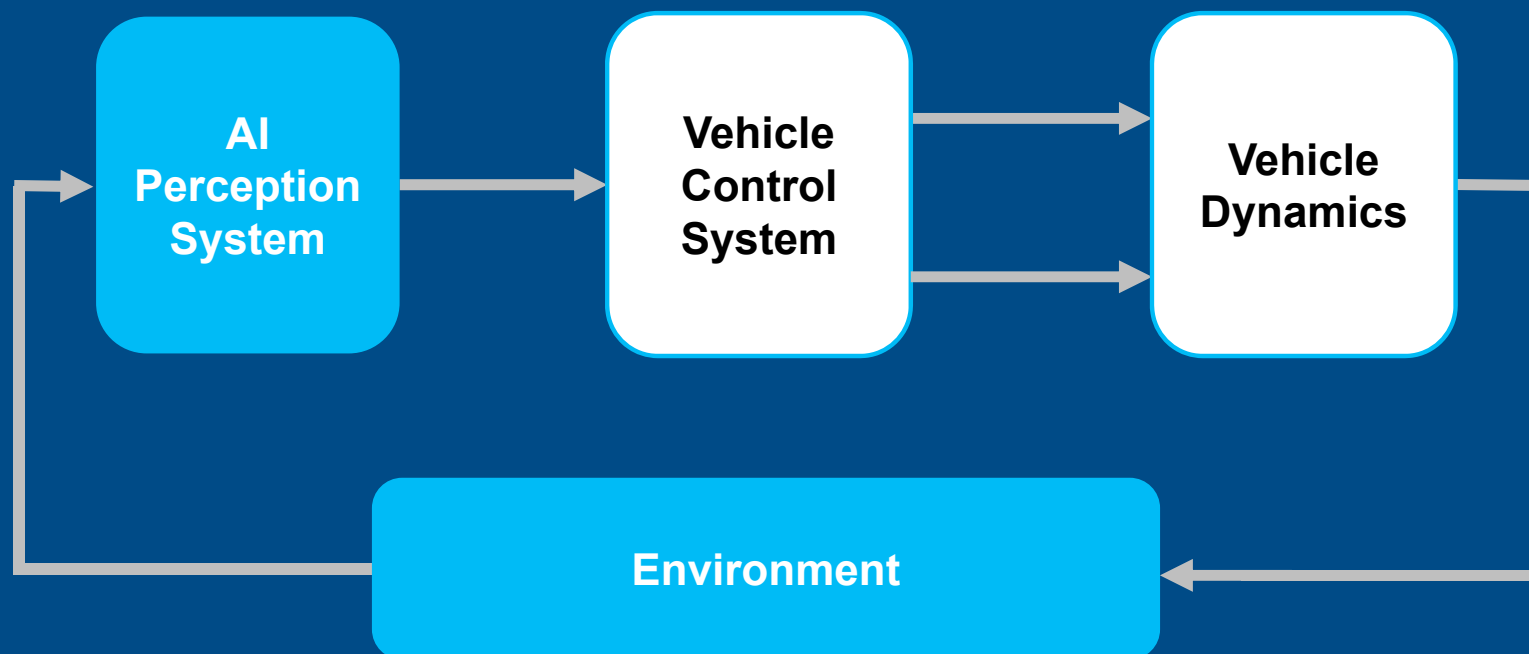 AI
Perception
System
Vehicle
Control
System
Vehicle
Dynamics
Environment